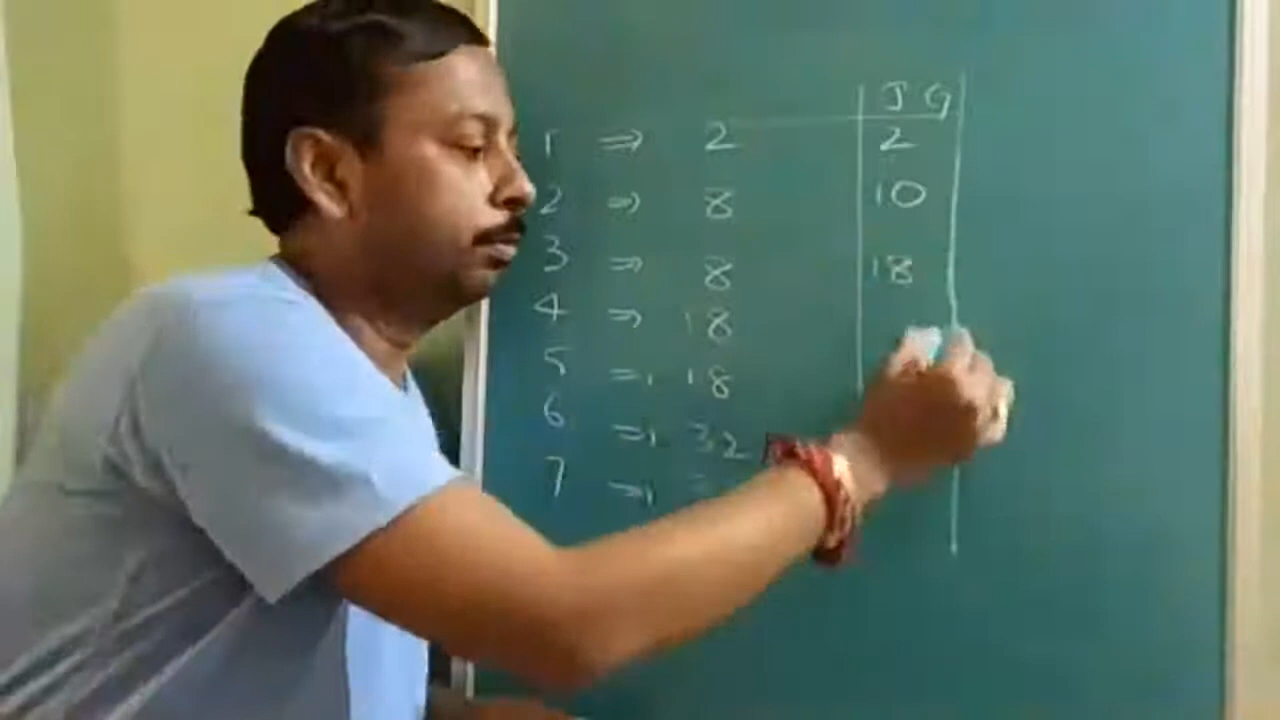 I G
1 ⇒ 2 2
2 ⇒ 8 10
3 ⇒ 8 18
4 ⇒ 18
5 ⇒ 18
6 ⇒ 32
7 ⇒